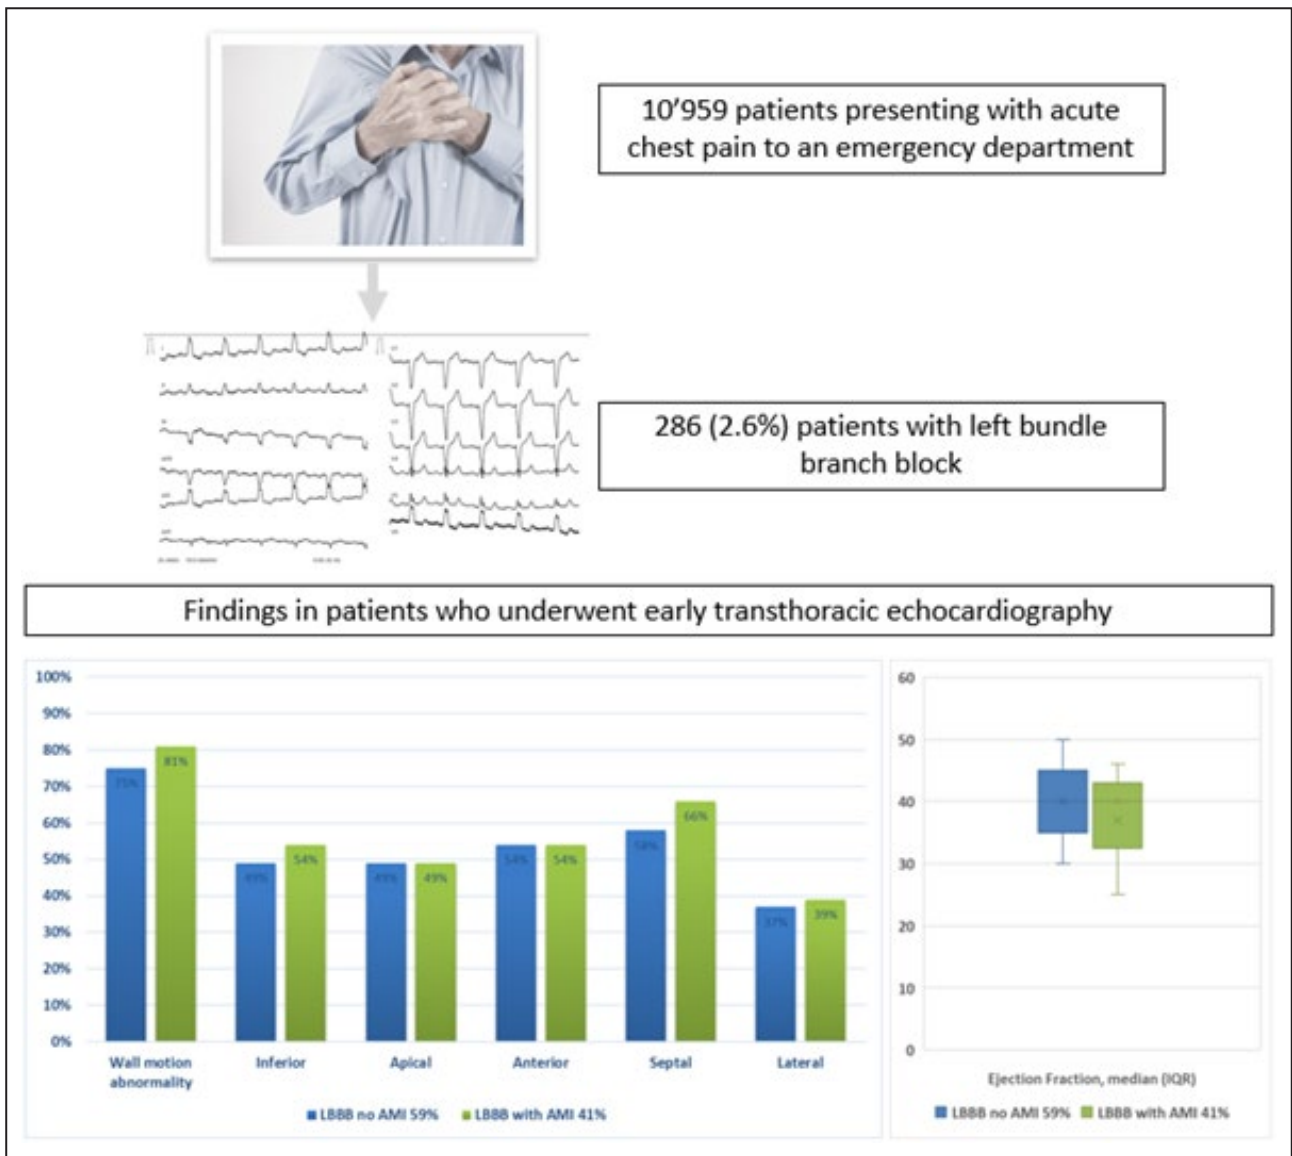 10’959 patients presenting with acute
chest pain to an emergency department
286 (2.6%) patients with left bundle
branch block
Findings in patients who underwent early transthoracic echocardiography
100%
90%
80%
70%
60%
50%
40%
30%
20%
10%
0%
75%
81%
49%
54%
49%
49%
54%
54%
58%
66%
37%
39%
Wall motion
abnormality
Inferior
Apical
Anterior
Septal
Lateral
LBBB no AMI 59%
LBBB with AMI 41%
60
50
40
30
20
10
0
Ejection Fraction, median (IQR)
LBBB no AMI 59%
LBBB with AMI 41%